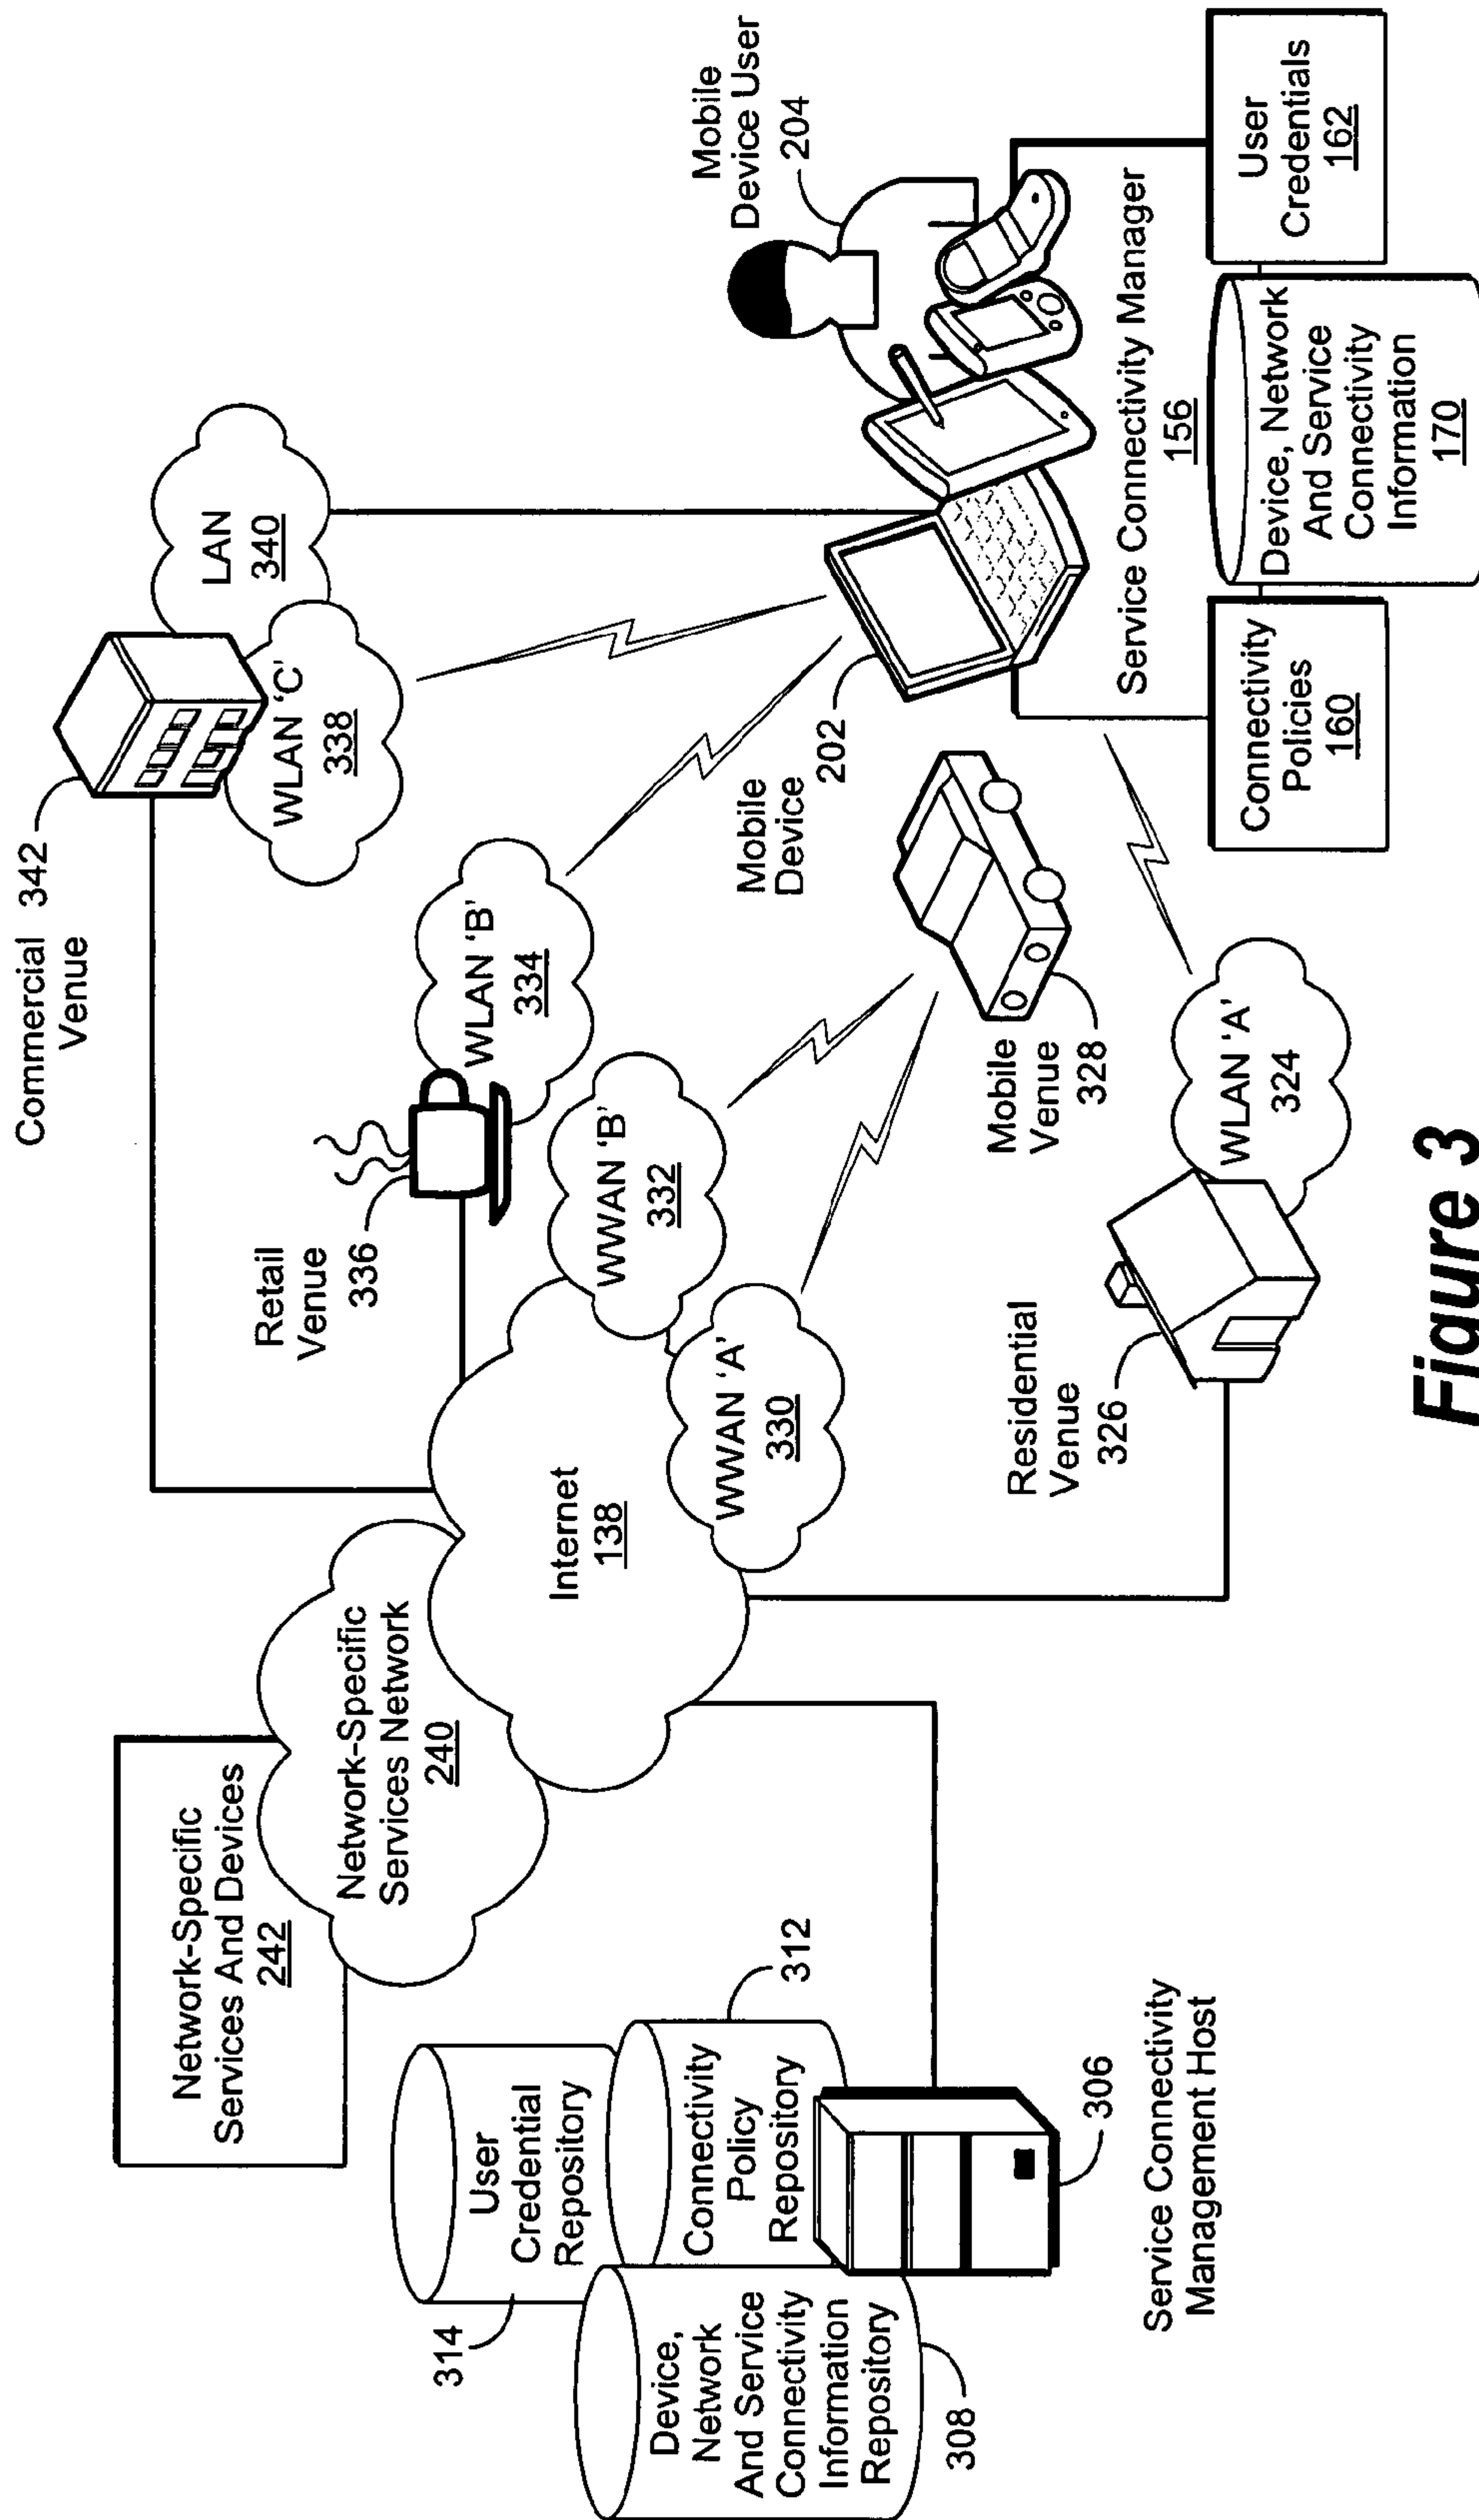 Network-Specific
Services And Devices
242
Commercial
Venue
342
LAN
340
WLAN 'C'
338
Retail
Venue
336
WLAN 'B'
334
Network-Specific
Services Network
240
Internet
138
WWAN 'B'
332
WWAN 'A'
330
Mobile
Device User
204
Mobile
Device
202
User
Credential
Repository
314
Connectivity
Policy
Repository
312
Device,
Network
And Service
Connectivity
Information
Repository
308
306
Service Connectivity
Management Host
Mobile
Venue
328
Residential
Venue
326
WLAN 'A'
324
Service Connectivity Manager
156
Connectivity
Policies
160
Device, Network
And Service
Connectivity
Information
170
User
Credentials
162
Figure 3